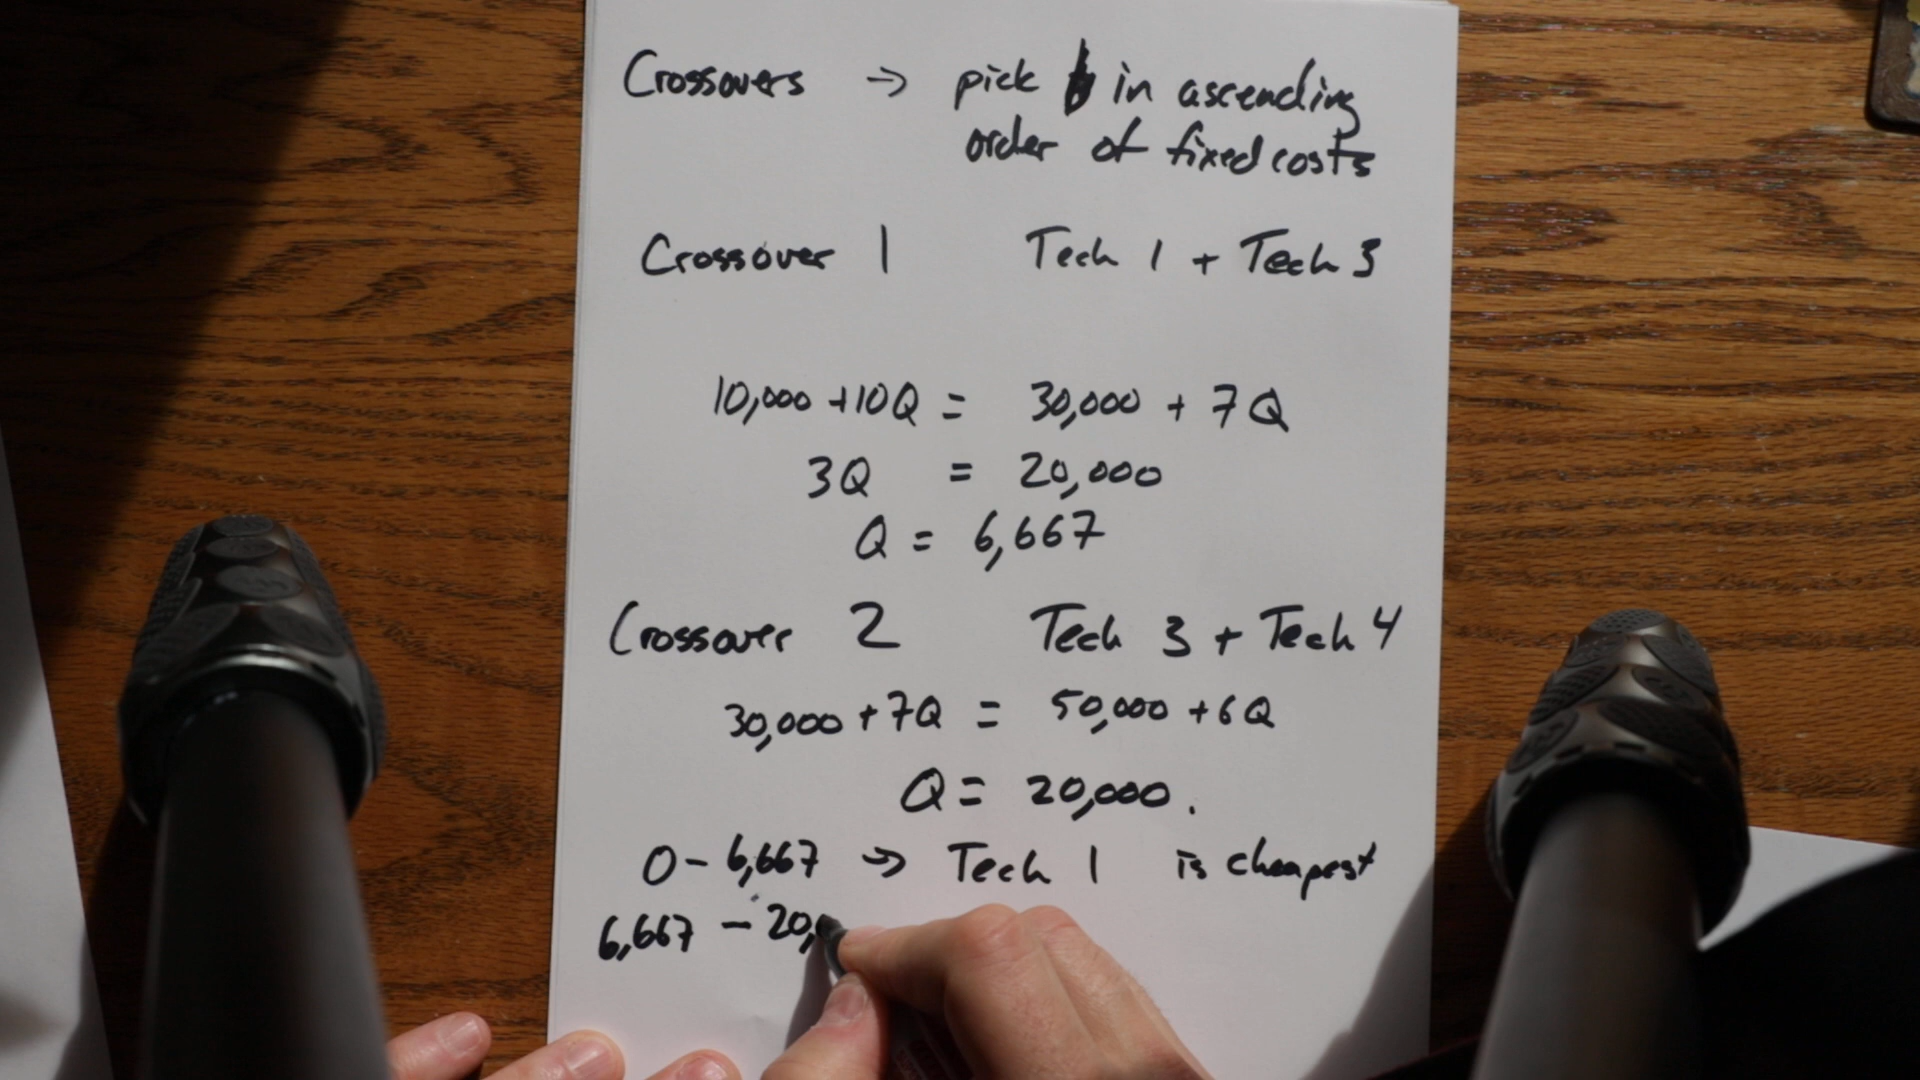 Crossovers → pick in ascending
order of fixed costs
Crossover 1 Tech 1 + Tech 3
10,000 + 10Q = 30,000 + 7Q
3Q = 20,000
Q = 6,667
Crossover 2 Tech 3 + Tech 4
30,000 + 7Q = 50,000 + 6Q
Q = 20,000.
0 - 6,667 → Tech 1 is cheapest
6,667 - 20,